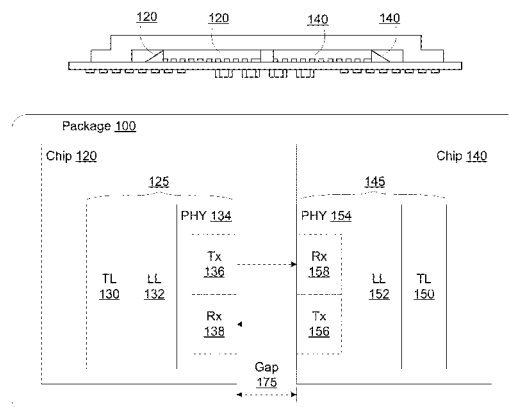 120 120 140 140
Package 100
Chip 120 Chip 140
125 145
PHY 134 PHY 154
Tx Rx
TL LL 136 158 LL TL
130 132 152 150
Rx Tx
138 156
Gap
175